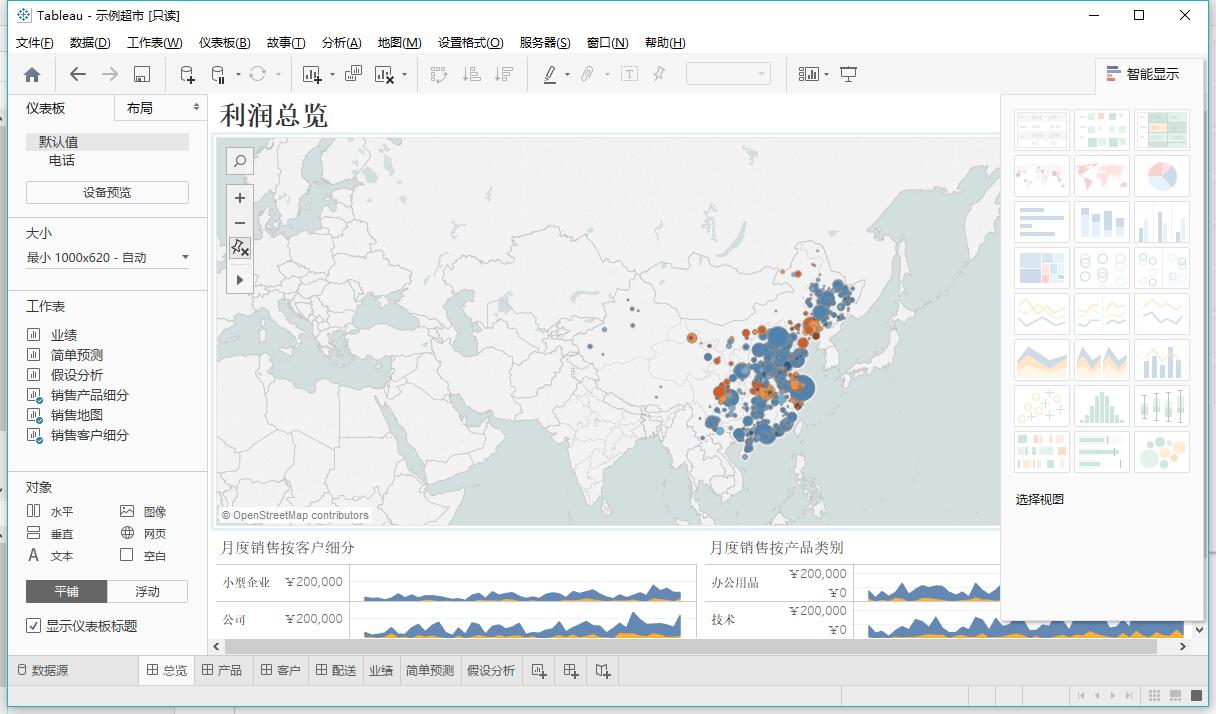 Tableau - 示例超市 [只读]
文件(F) 数据(D) 工作表(W) 仪表板(B) 故事(T) 分析(A) 地图(M) 设置格式(O) 服务器(S) 窗口(N) 帮助(H)
智能显示
仪表板 布局
默认值
电话
设备预览
大小
最小 1000x620 - 自动
工作表
业绩
简单预测
假设分析
销售产品细分
销售地图
销售客户细分
对象
水平 图像
垂直 网页
A 文本 空白
平铺 浮动
显示仪表板标题
利润总览
© OpenStreetMap contributors
选择视图
月度销售按客户细分
小型企业 ¥200,000
公司 ¥200,000
月度销售按产品类别
办公用品 ¥200,000
¥0
技术 ¥200,000
¥0
数据源 总览 产品 客户 配送 业绩 简单预测 假设分析